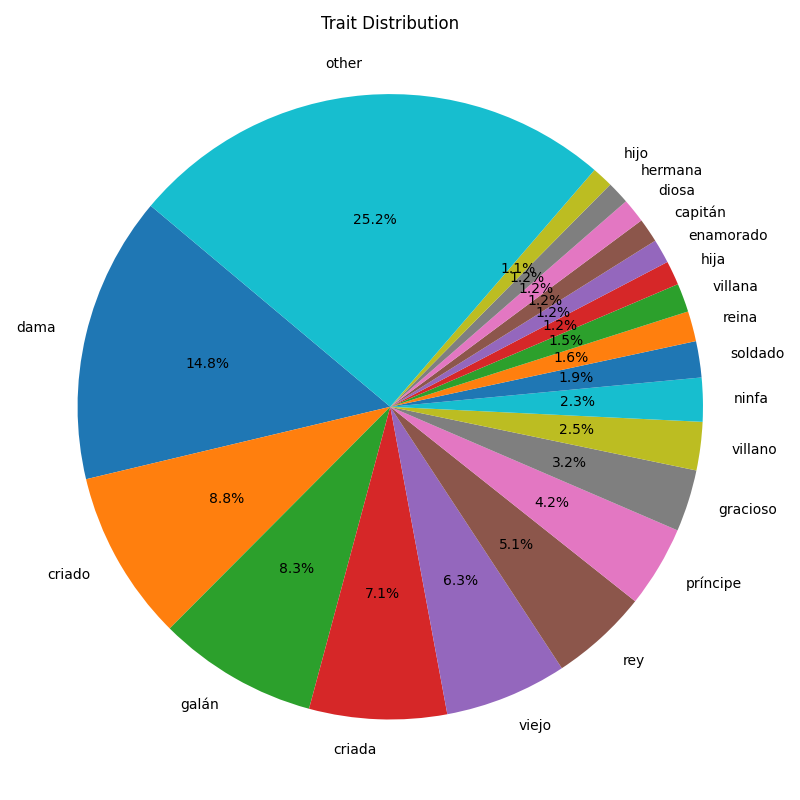 Trait Distribution
other
25.2%
dama
14.8%
criado
8.8%
galán
8.3%
criada
7.1%
viejo
6.3%
rey
5.1%
príncipe
4.2%
gracioso
3.2%
villano
2.5%
ninfa
2.3%
soldado
1.9%
reina
1.6%
villana
1.5%
hija
1.2%
enamorado
1.2%
capitán
1.2%
diosa
1.2%
hermana
1.2%
hijo
1.1%